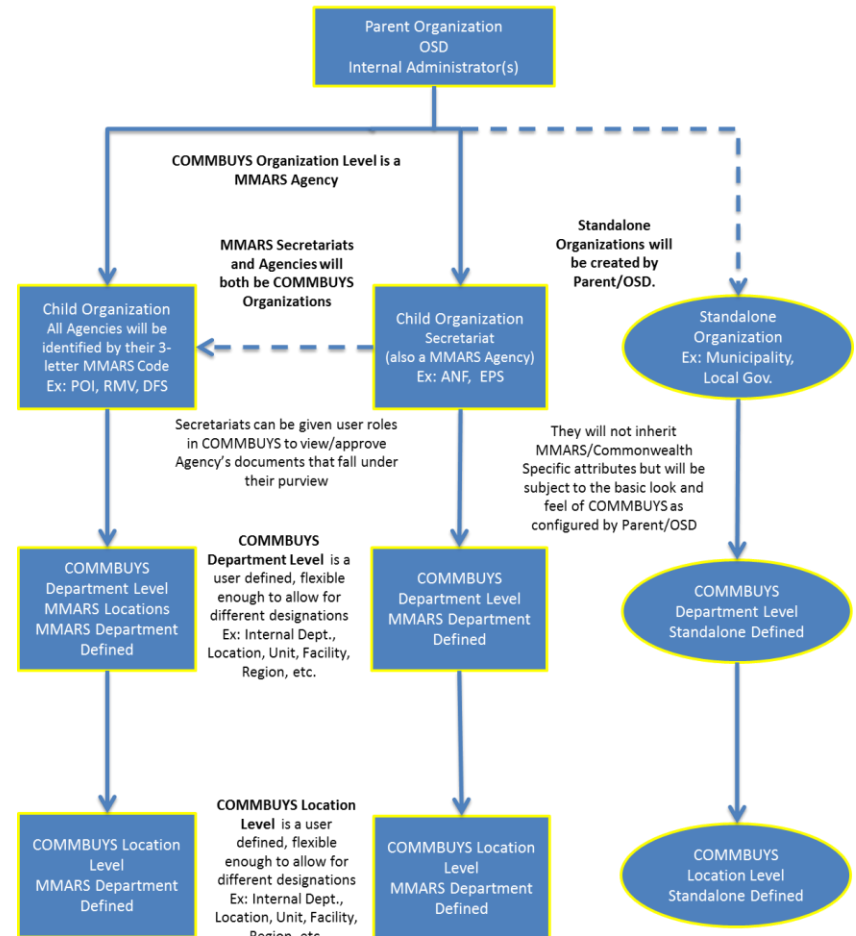 Parent Organization
OSD
Internal Administrator(s)
COMMBUYS Organization Level is a
MMARS Agency
MMARS Secretariats
and Agencies will
both be COMMBUYS
Organizations
Standalone
Organizations will
be created by
Parent/OSD.
Child Organization
All Agencies will be
identified by their 3-
letter MMARS Code
Ex: POI, RMV, DFS
Child Organization
Secretariat
(also a MMARS Agency)
Ex: ANF, EPS
Standalone
Organization
Ex: Municipality,
Local Gov.
Secretariats can be given user roles
in COMMBUYS to view/approve
Agency's documents that fall under
their purview
They will not inherit
MMARS/Commonwealth
Specific attributes but will be
subject to the basic look and
feel of COMMBUYS as
configured by Parent/OSD
COMMBUYS
Department Level
MMARS Locations
MMARS Department
Defined
COMMBUYS
Department Level is a
user defined, flexible
enough to allow for
different designations
Ex: Internal Dept.,
Location, Unit, Facility,
Region, etc.
COMMBUYS
Department Level
MMARS Department
Defined
COMMBUYS
Department Level
Standalone Defined
COMMBUYS Location
Level
MMARS Department
Defined
COMMBUYS Location
Level is a user
defined, flexible
enough to allow for
different designations
Ex: Internal Dept.,
Location, Unit, Facility,
Region, etc.
COMMBUYS Location
Level
MMARS Department
Defined
COMMBUYS
Location Level
Standalone Defined